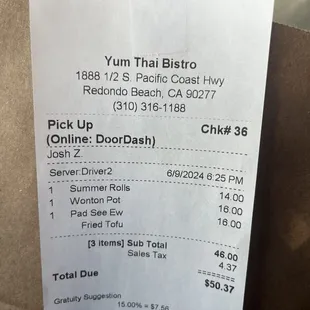 Yum Thai Bistro
1888 1/2 S. Pacific Coast Hwy
Redondo Beach, CA 90277
(310) 316-1188
Pick Up Chk# 36
(Online: DoorDash)
Josh Z
Server:Driver2 6/9/2024 6:25 PM
1 Summer Rolls 14.00
1 Wonton Pot 16.00
1 Pad See Ew 16.00
Fried Tofu
[3 items] Sub Total 46.00
Sales Tax 4.37
========
Total Due $50.37
Gratuity Suggestion
15.00% = $7.56